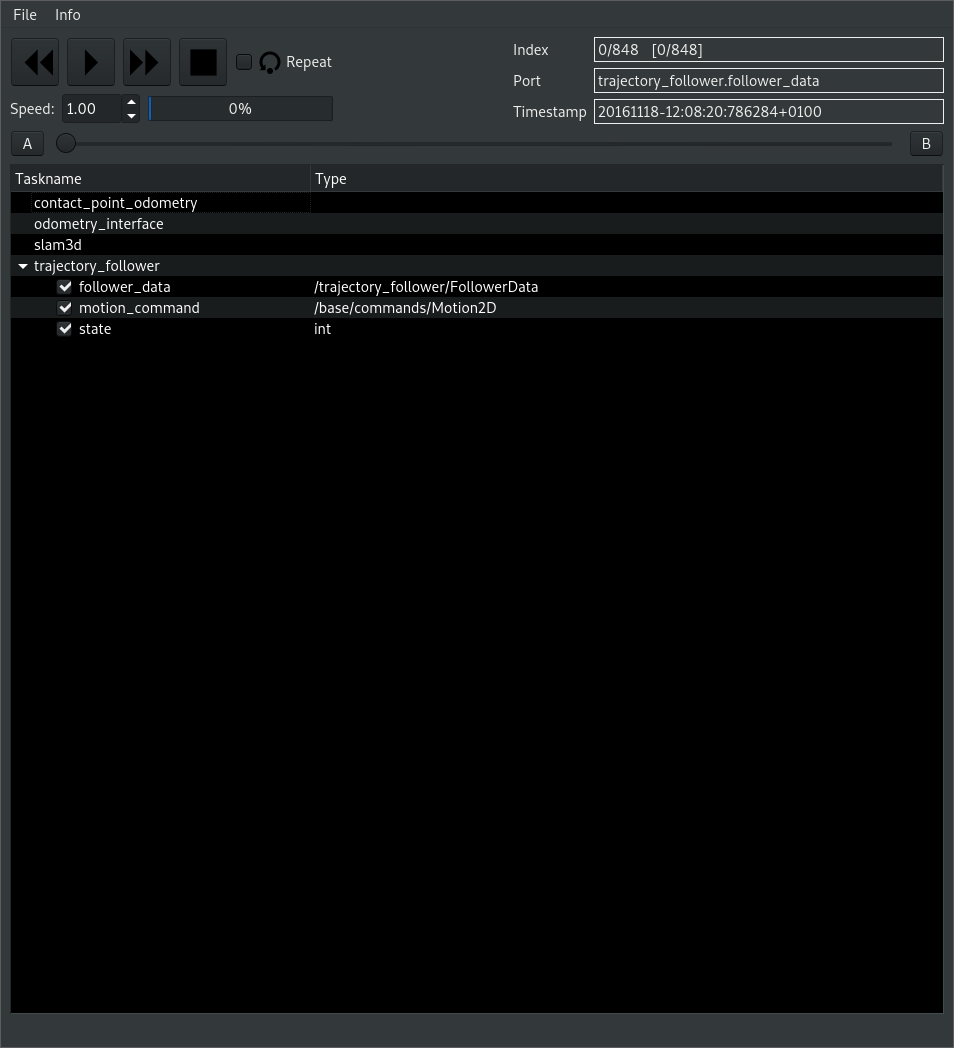 File Info
Repeat
Index 0/848 [0/848]
Port trajectory_follower.follower_data
Speed: 1.00 0%
Timestamp 20161118-12:08:20:786284+0100
A B
Taskname Type
contact_point_odometry
odometry_interface
slam3d
trajectory_follower
follower_data /trajectory_follower/FollowerData
motion_command /base/commands/Motion2D
state int